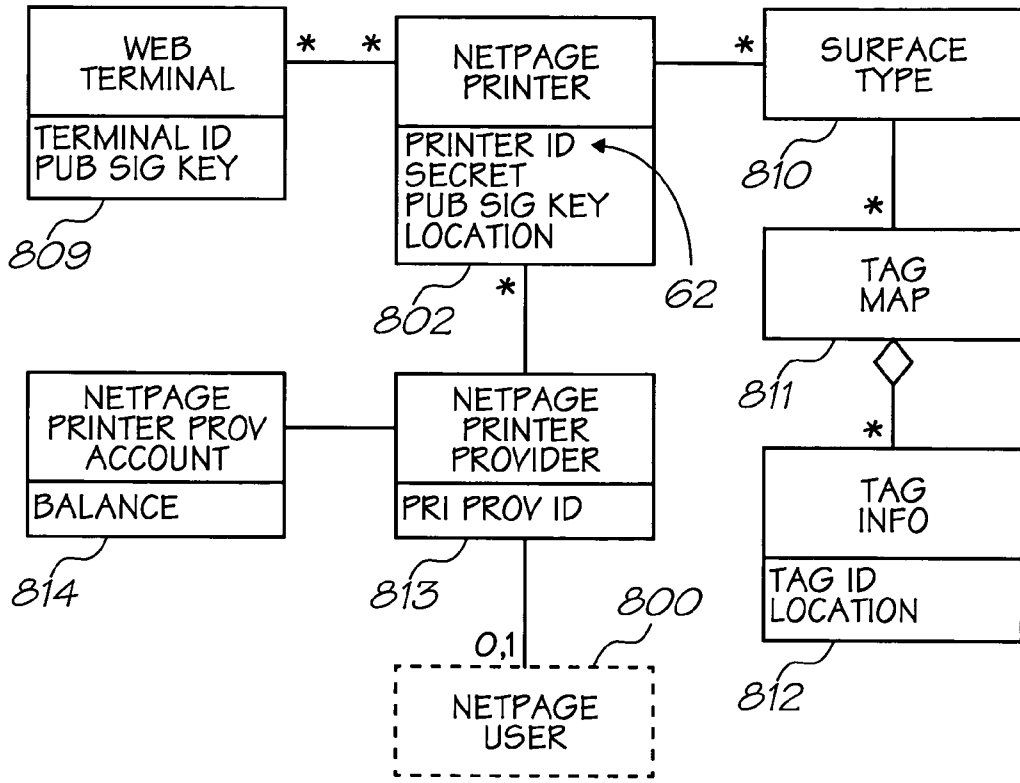 WEB
TERMINAL
TERMINAL ID
PUB SIG KEY
809
* *
NETPAGE
PRINTER
PRINTER ID
SECRET
PUB SIG KEY
LOCATION
802
62
*
*
SURFACE
TYPE
810
*
TAG
MAP
811
*
TAG
INFO
TAG ID
LOCATION
812
NETPAGE
PRINTER PROV
ACCOUNT
BALANCE
814
NETPAGE
PRINTER
PROVIDER
PRI PROV ID
813
0,1
800
NETPAGE
USER